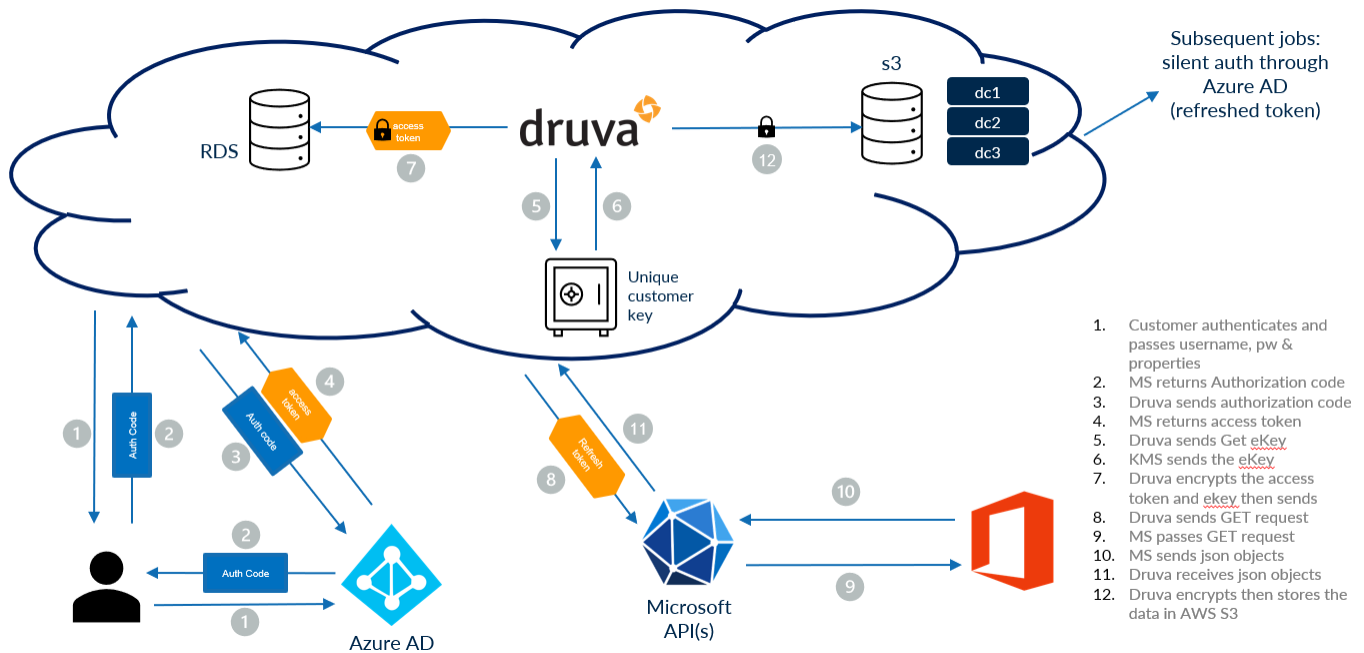 Subsequent jobs:
silent auth through
Azure AD
(refreshed token)
s3
dc1
dc2
dc3
RDS
access
token
7
druva
12
5
6
Unique
customer
key
1
Auth Code
2
3
Auth code
access
token
4
8
Refresh
token
11
2
Auth Code
1
Azure AD
Microsoft
API(s)
10
9
1. Customer authenticates and
passes username, pw &
properties
2. MS returns Authorization code
3. Druva sends authorization code
4. MS returns access token
5. Druva sends Get eKey
6. KMS sends the eKey
7. Druva encrypts the access
token and ekey then sends
8. Druva sends GET request
9. MS passes GET request
10. MS sends json objects
11. Druva receives json objects
12. Druva encrypts then stores the
data in AWS S3